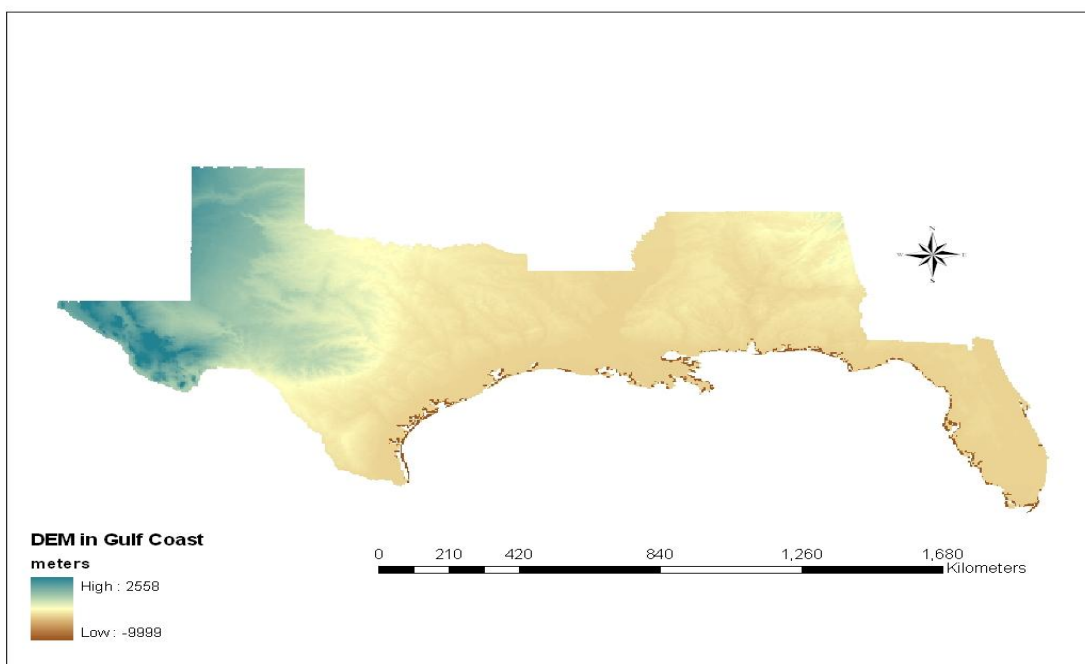 N
W E
S
DEM in Gulf Coast
meters
High : 2558
Low : -9999
0 210 420 840 1,260 1,680
Kilometers